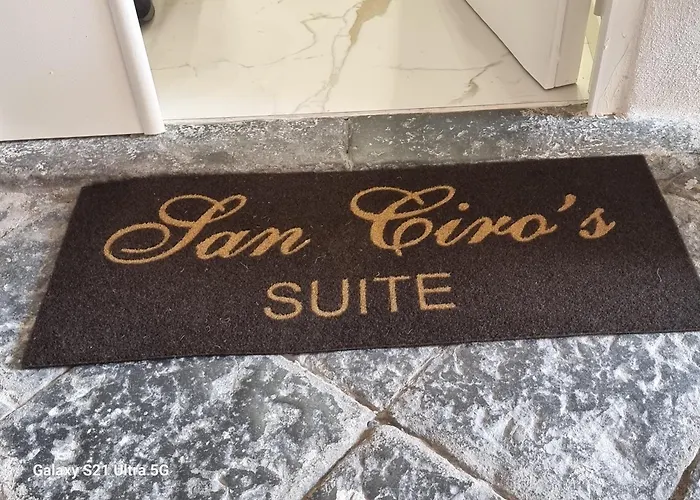 San Ciro's
SUITE
Galaxy S21 Ultra 5G